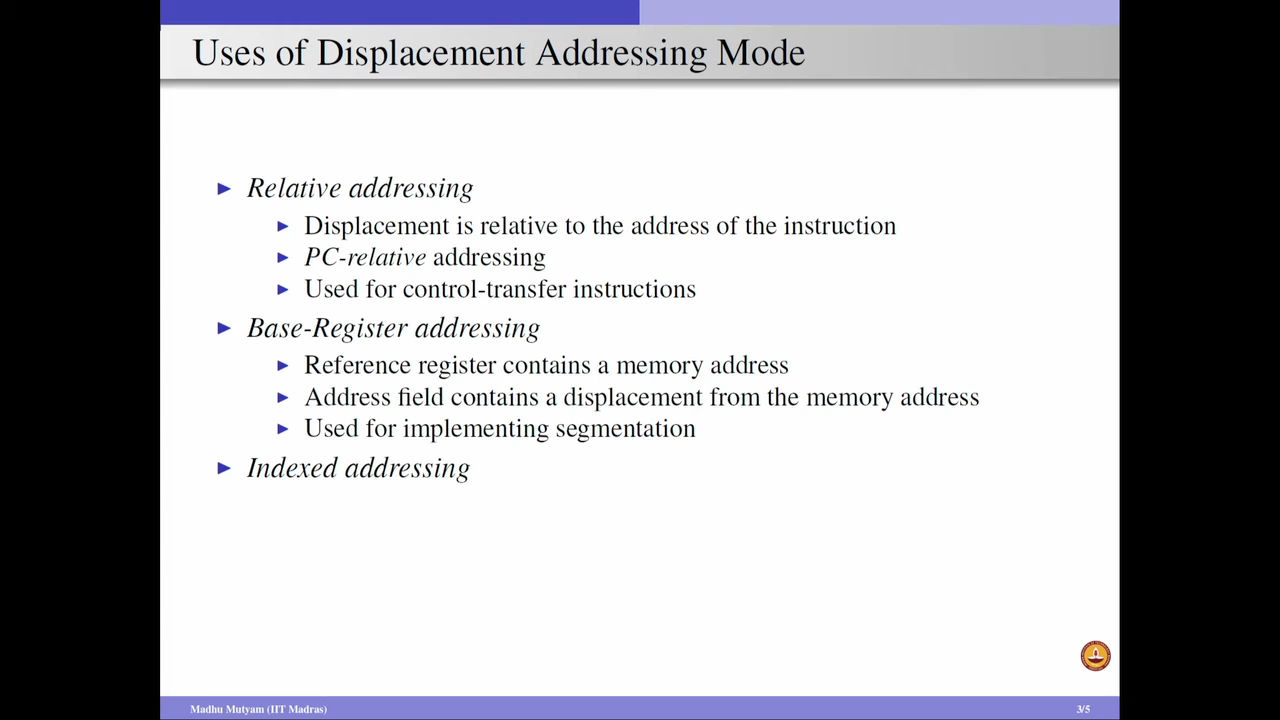 Uses of Displacement Addressing Mode
Relative addressing
Displacement is relative to the address of the instruction
PC-relative addressing
Used for control-transfer instructions
Base-Register addressing
Reference register contains a memory address
Address field contains a displacement from the memory address
Used for implementing segmentation
Indexed addressing
Madhu Mutyam (IIT Madras) 3/5